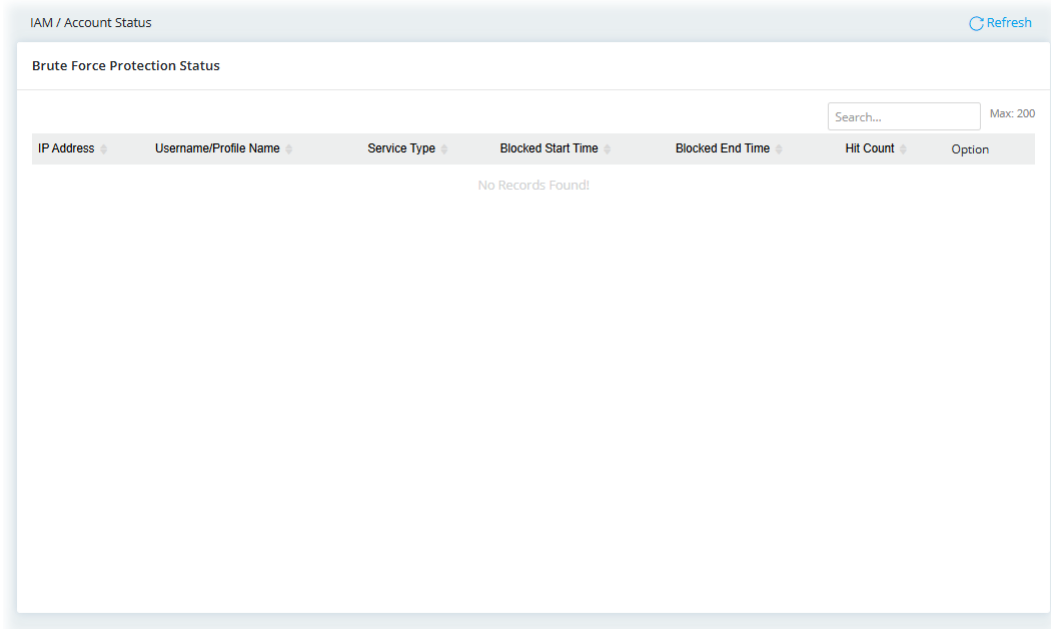 IAM / Account Status
Refresh
Brute Force Protection Status
Search...
Max: 200
IP Address Username/Profile Name Service Type Blocked Start Time Blocked End Time Hit Count Option
No Records Found!